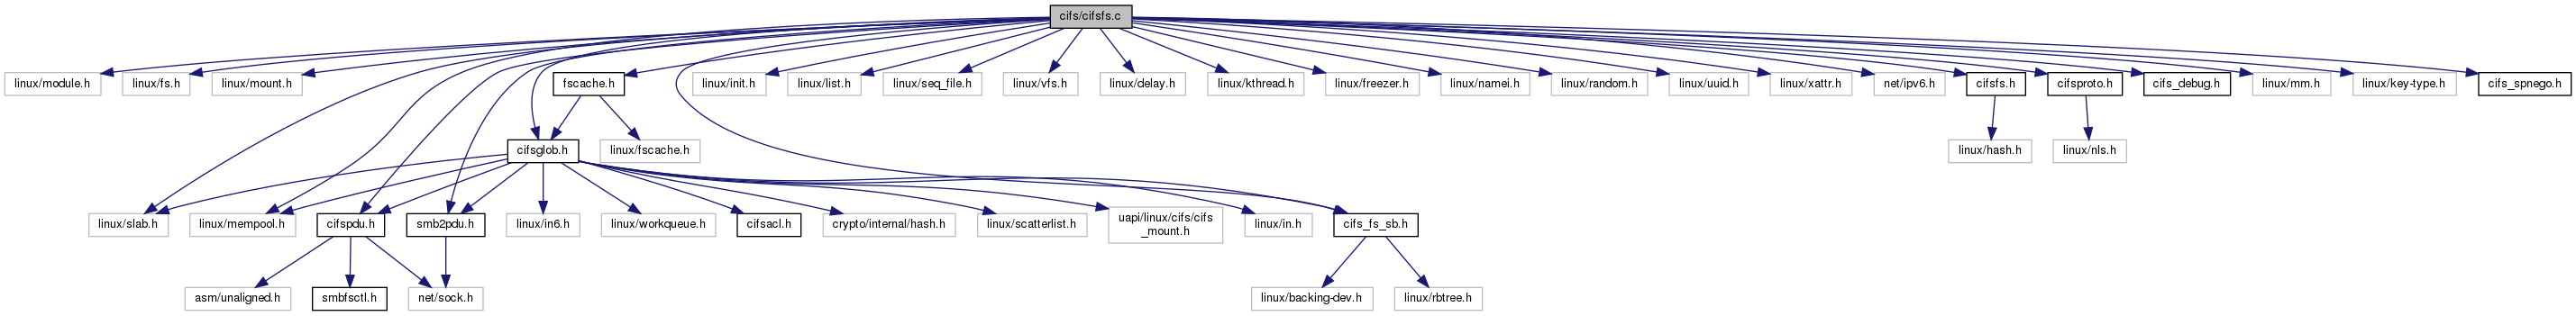 cifs/cifsfs.c
linux/module.h
linux/fs.h
linux/mount.h
fscache.h
linux/init.h
linux/list.h
linux/seq_file.h
linux/vfs.h
linux/delay.h
linux/kthread.h
linux/freezer.h
linux/namei.h
linux/random.h
linux/uuid.h
linux/xattr.h
net/ipv6.h
cifsfs.h
cifsproto.h
cifs_debug.h
linux/mm.h
linux/key-type.h
cifs_spnego.h
cifsglob.h
linux/fscache.h
linux/hash.h
linux/nls.h
linux/slab.h
linux/mempool.h
cifspdu.h
smb2pdu.h
linux/in6.h
linux/workqueue.h
cifsacl.h
crypto/internal/hash.h
linux/scatterlist.h
uapi/linux/cifs/cifs
_mount.h
linux/in.h
cifs_fs_sb.h
asm/unaligned.h
smbfsctl.h
net/sock.h
linux/backing-dev.h
linux/rbtree.h